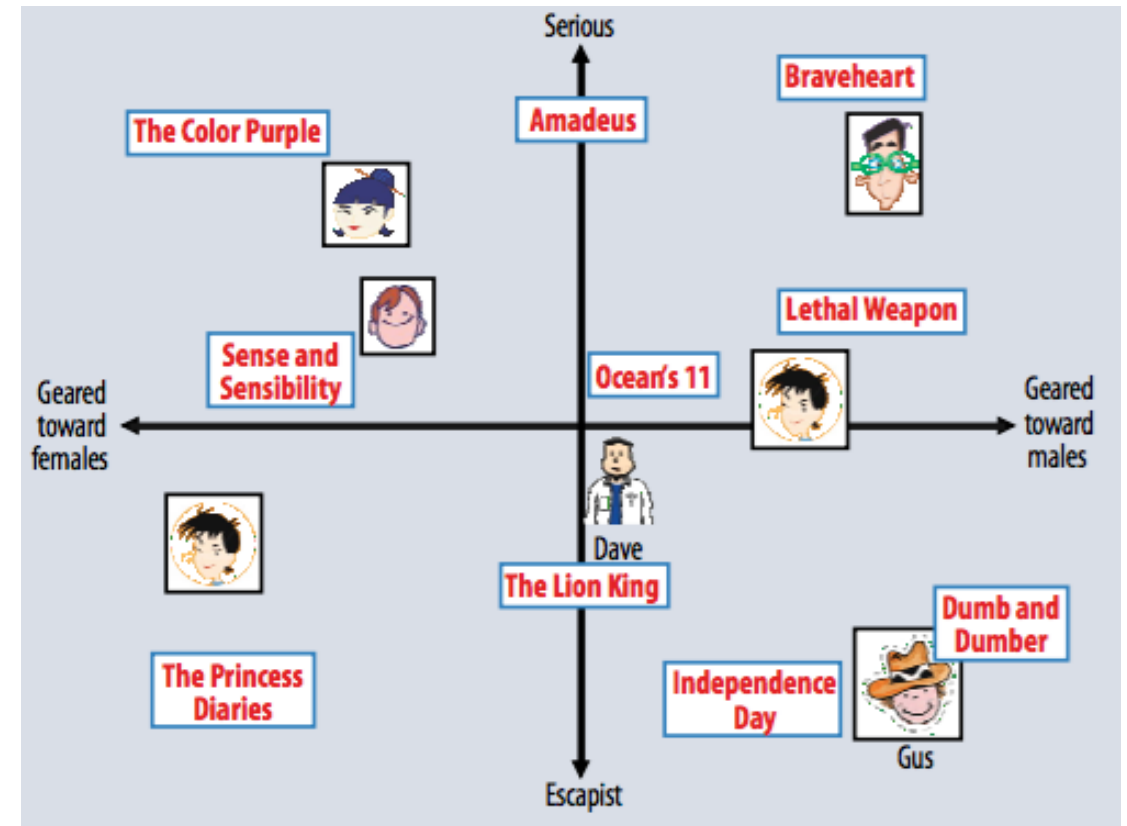 Serious
Braveheart
Amadeus
The Color Purple
Lethal Weapon
Sense and
Sensibility
Ocean's 11
Geared
toward
females
Geared
toward
males
Dave
The Lion King
Dumb and
Dumber
The Princess
Diaries
Independence
Day
Gus
Escapist